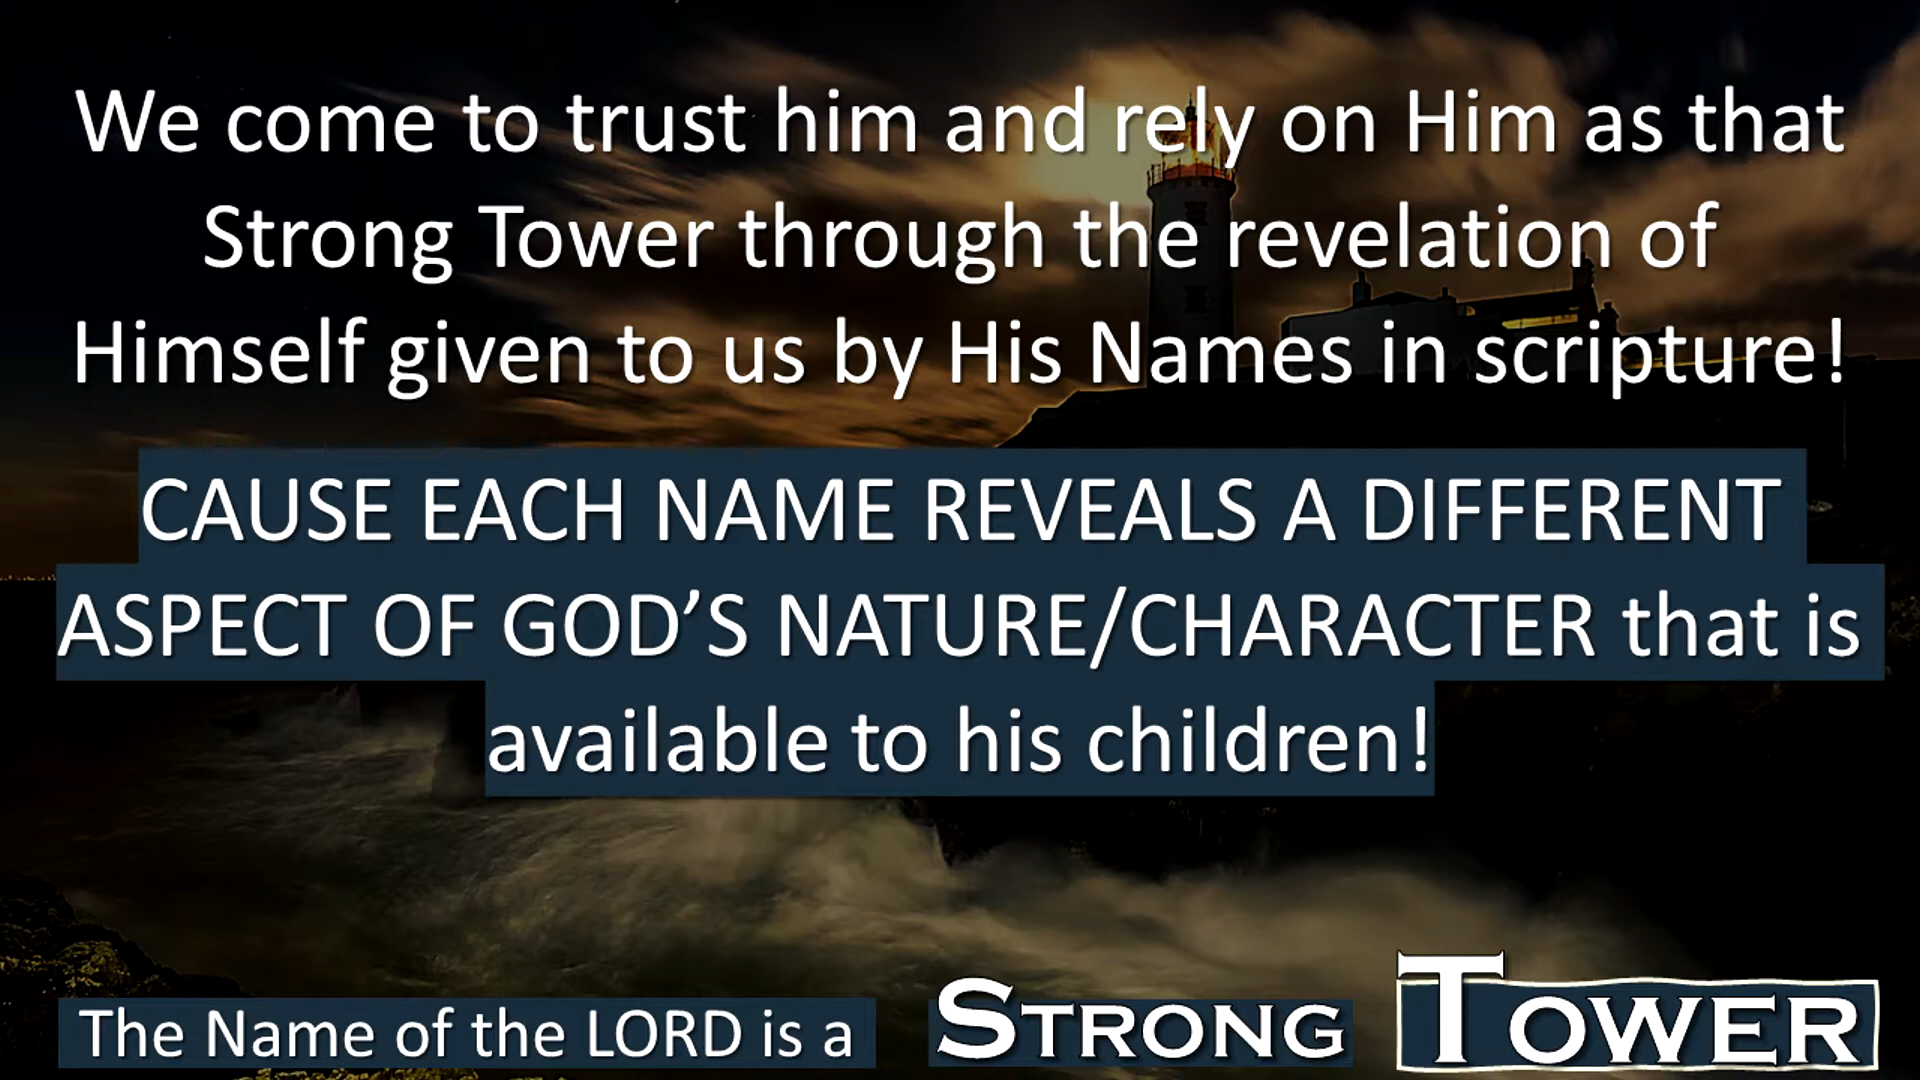 We come to trust him and rely on Him as that
Strong Tower through the revelation of
Himself given to us by His Names in scripture!
CAUSE EACH NAME REVEALS A DIFFERENT
ASPECT OF GOD’S NATURE/CHARACTER that is
available to his children!
The Name of the LORD is a STRONG TOWER